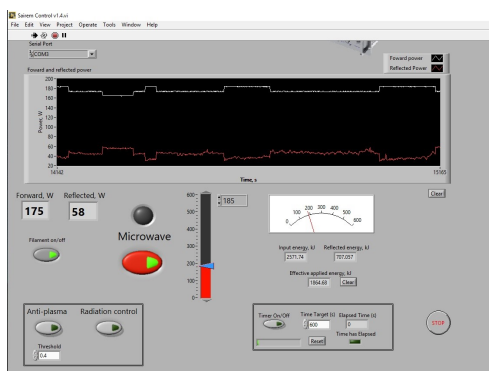 Sairem Control v1.4.vi
File Edit View Project Operate Tools Window Help
Serial Port
COM3
Foward power
Reflected Power
Foward and reflected power
Power, W
200
180
160
140
120
100
80
60
40
20
14142
15165
Time, s
Clear
Forward, W
Reflected, W
175
58
Filament on/off
Microwave
600
500
400
300
200
100
0
185
0 100 200 300 400 500 600
Input energy, kJ
Reflected energy, kJ
2571.74
707.057
Effective applied energy, kJ
1864.68
Clear
Anti-plasma
Radiation control
Threshold
0.4
Timer On/Off
Time Target (s)
Elapsed Time (s)
600
0
Reset
Time has Elapsed
STOP